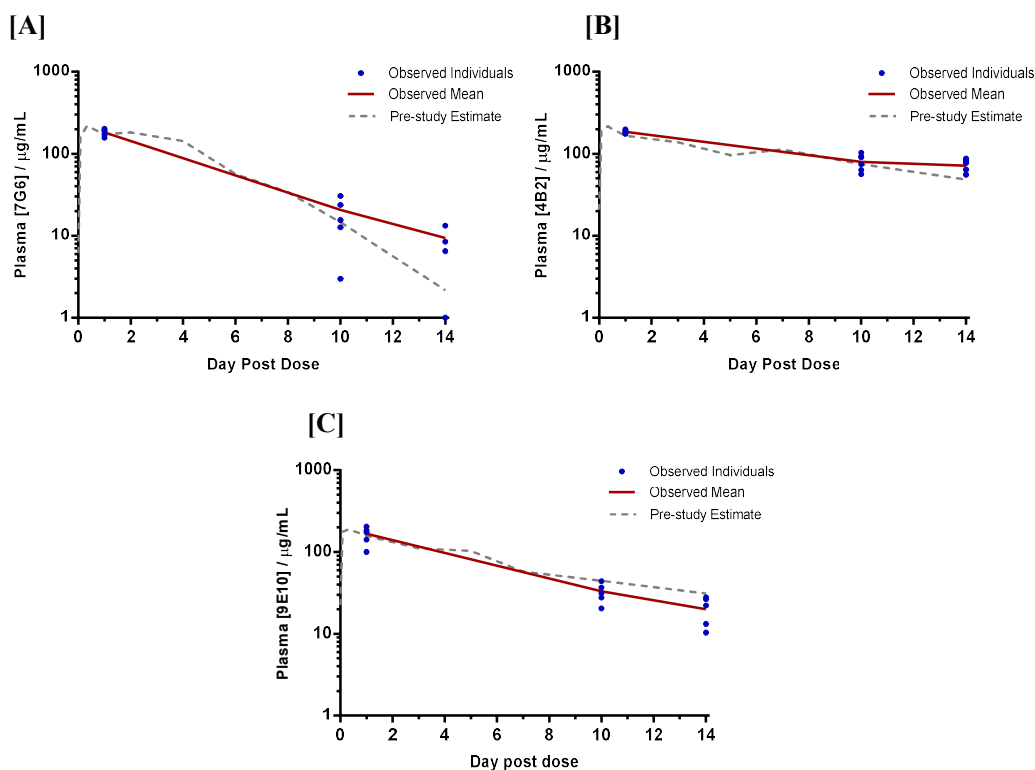 [A]
1000
100
10
1
0 2 4 6 8 10 12 14
Plasma [7G6] / μg/mL
Day Post Dose
Observed Individuals
Observed Mean
Pre-study Estimate
[B]
1000
100
10
1
0 2 4 6 8 10 12 14
Plasma [4B2] / μg/mL
Day Post Dose
Observed Individuals
Observed Mean
Pre-study Estimate
[C]
1000
100
10
1
0 2 4 6 8 10 12 14
Plasma [9E10] / μg/mL
Day post dose
Observed Individuals
Observed Mean
Pre-study Estimate